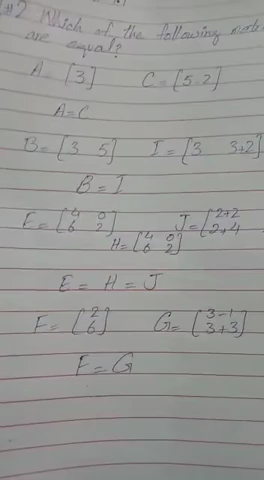 #2 Which of the following
are equal?
A = [3] C = [5-2]
A=C
B = [3 5] I = [3 3+2]
B = I
E = [4 0 J = [2+2
6 2] 2+4
H = [4 0
6 2]
E = H = J
F = [2 G = [3-1
6] 3+3]
F = G